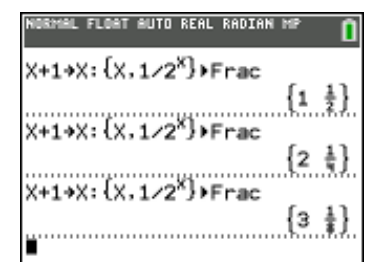 NORMAL FLOAT AUTO REAL RADIAN MP
X+1→X:{X,1/2^X}▶Frac
{1 1/2}
X+1→X:{X,1/2^X}▶Frac
{2 1/4}
X+1→X:{X,1/2^X}▶Frac
{3 1/8}